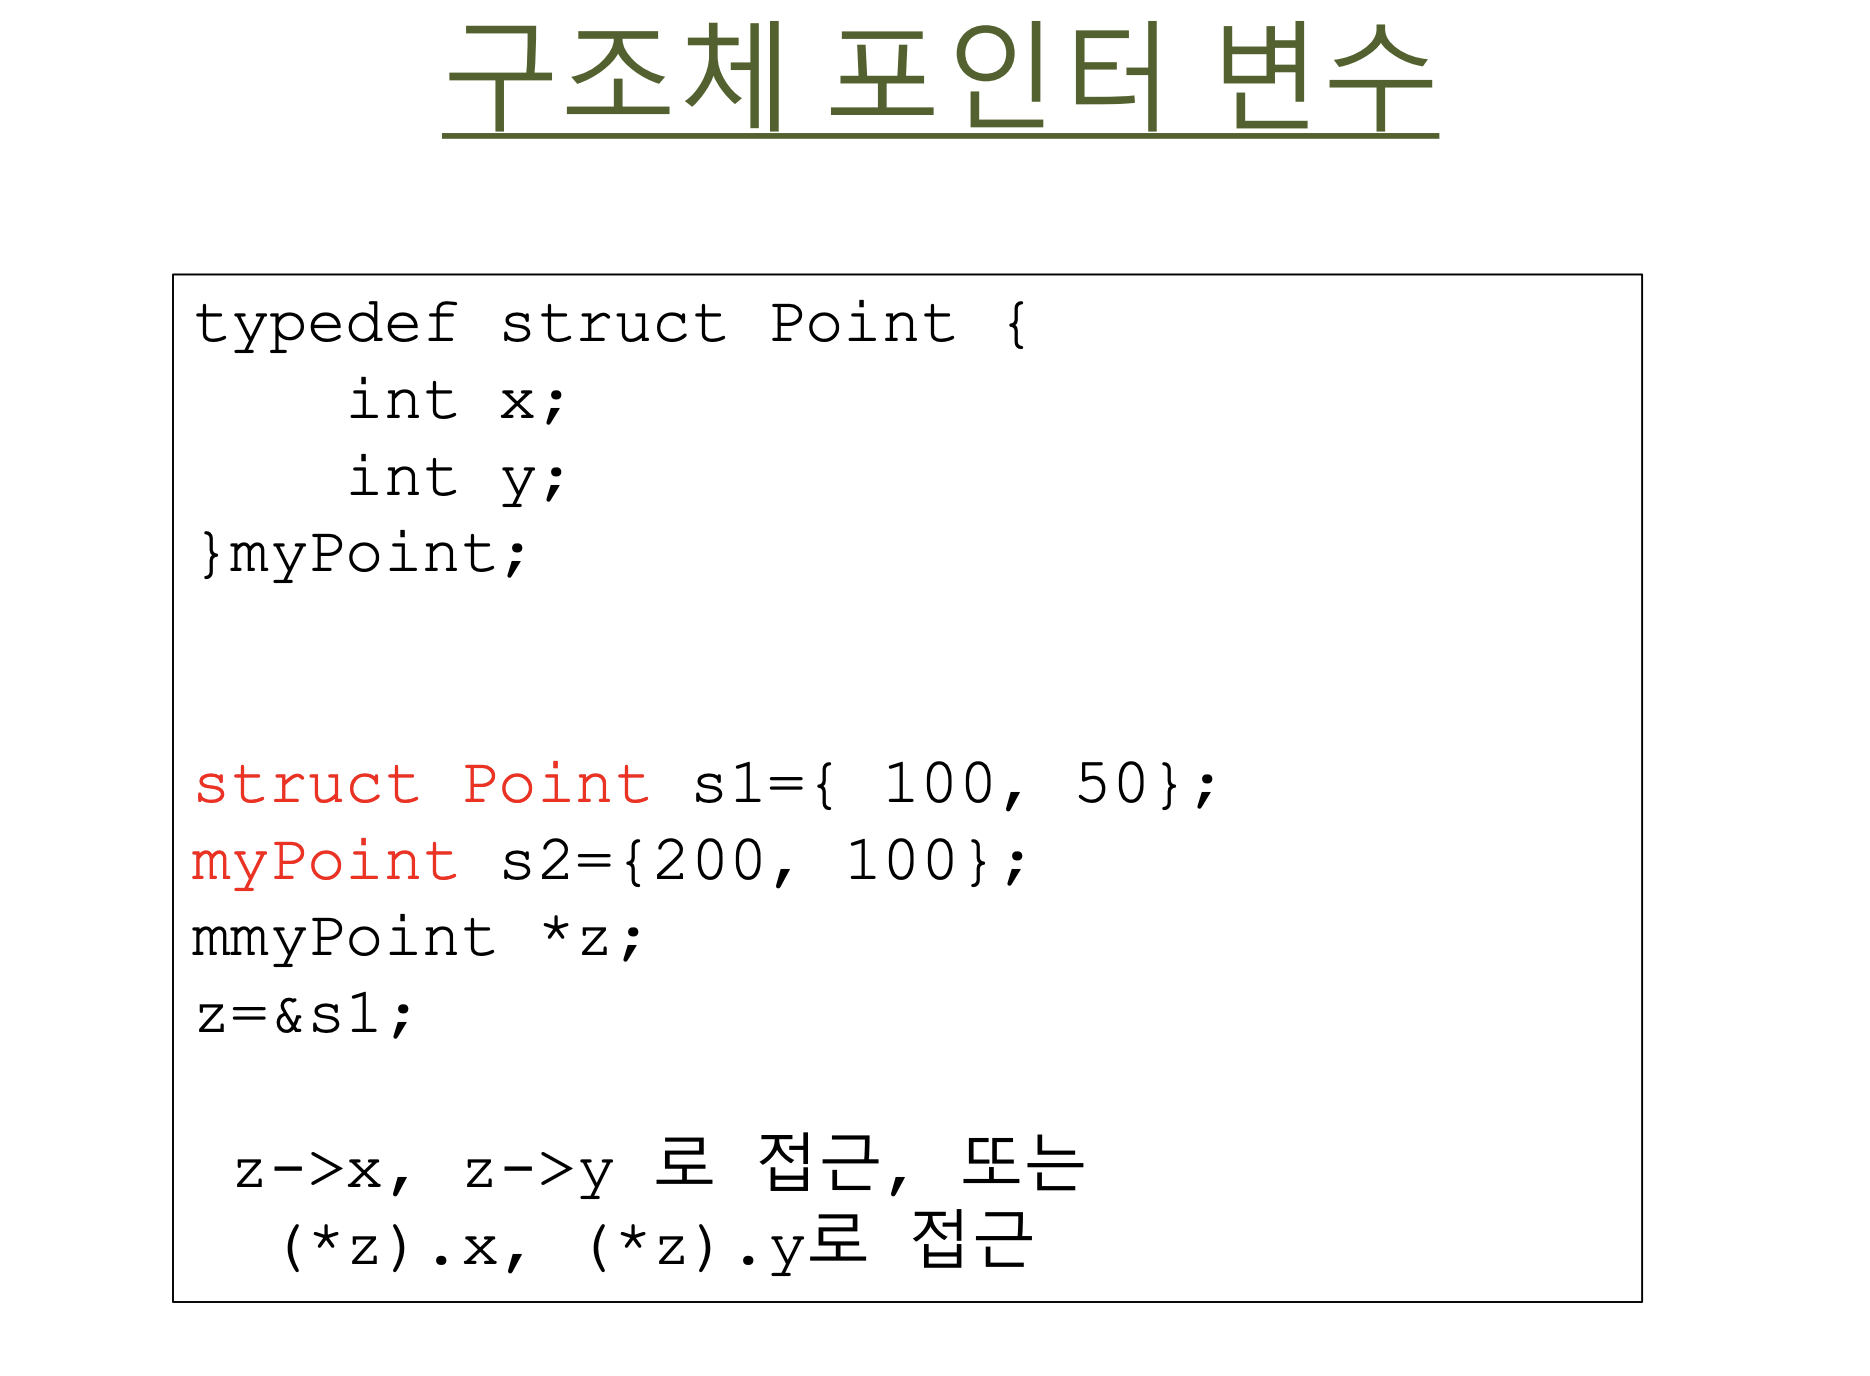 구조체 포인터 변수
typedef struct Point {
    int x;
    int y;
}myPoint;
struct Point s1={ 100, 50};
myPoint s2={200, 100};
mmyPoint *z;
z=&s1;
 z->x, z->y 로 접근, 또는
  (*z).x, (*z).y로 접근